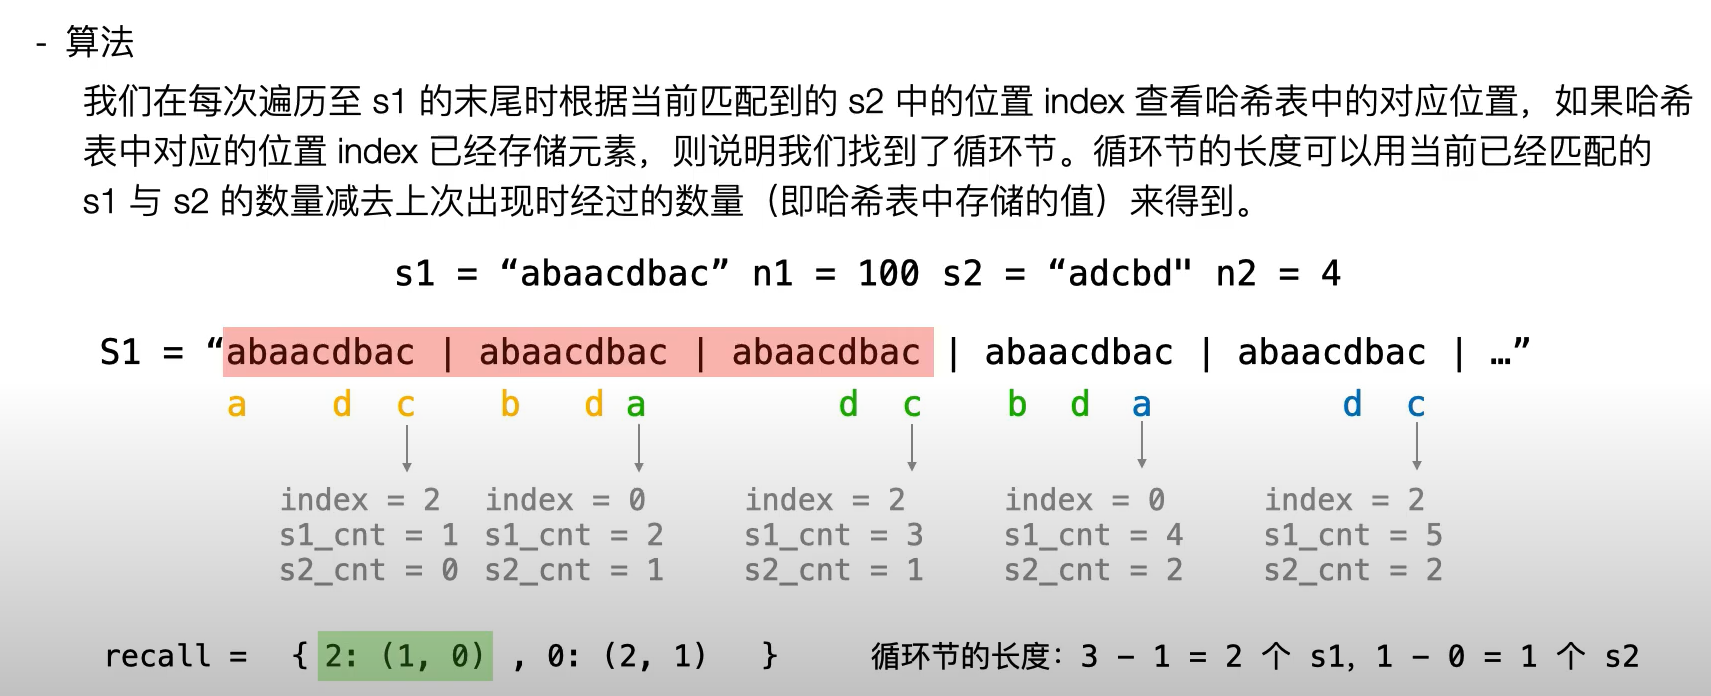 - 算法
我们在每次遍历至 s1 的末尾时根据当前匹配到的 s2 中的位置 index 查看哈希表中的对应位置，如果哈希
表中对应的位置 index 已经存储元素，则说明我们找到了循环节。循环节的长度可以用当前已经匹配的
s1 与 s2 的数量减去上次出现时经过的数量（即哈希表中存储的值）来得到。
s1 = “abaacdbac” n1 = 100 s2 = “adcbd" n2 = 4
S1 = “abaacdbac | abaacdbac | abaacdbac | abaacdbac | abaacdbac | …”
a d c b d a d c b d a d c
index = 2 index = 0 index = 2 index = 0 index = 2
s1_cnt = 1 s1_cnt = 2 s1_cnt = 3 s1_cnt = 4 s1_cnt = 5
s2_cnt = 0 s2_cnt = 1 s2_cnt = 1 s2_cnt = 2 s2_cnt = 2
recall = { 2: (1, 0) , 0: (2, 1) } 循环节的长度：3 - 1 = 2 个 s1，1 - 0 = 1 个 s2